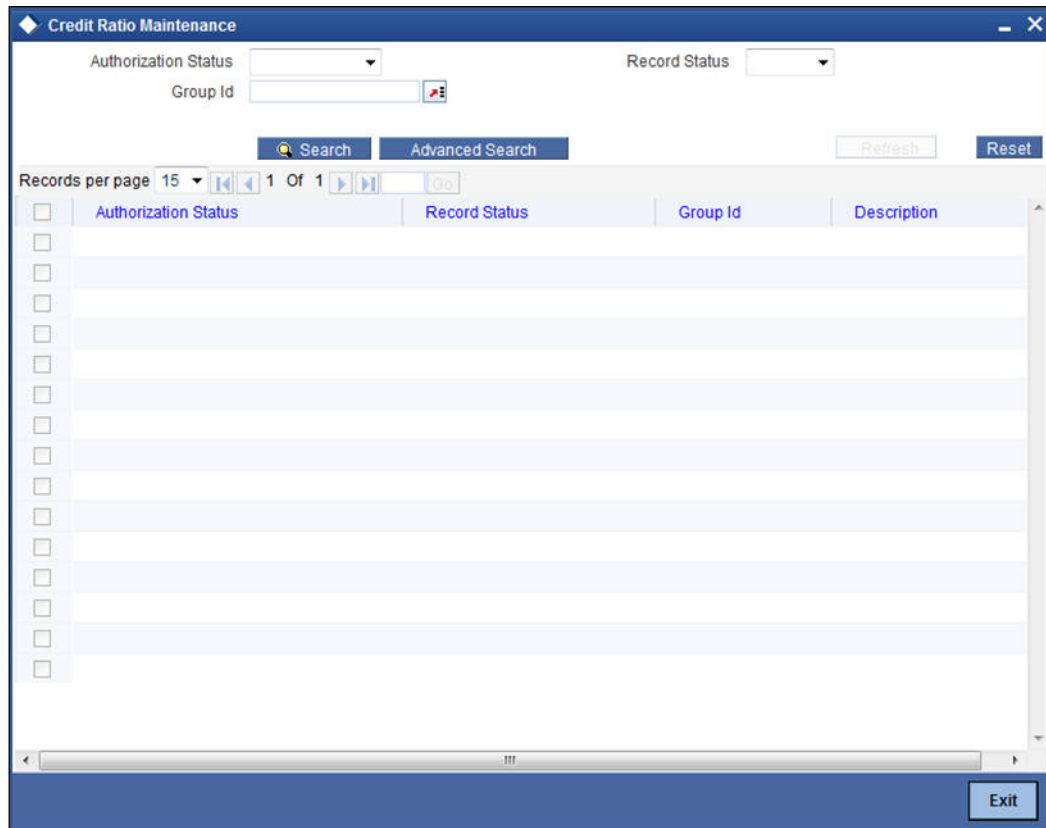 Credit Ratio Maintenance
Authorization Status Record Status
Group Id
Search Advanced Search Refresh Reset
Records per page 15 1 Of 1 Go
Authorization Status Record Status Group Id Description
Exit